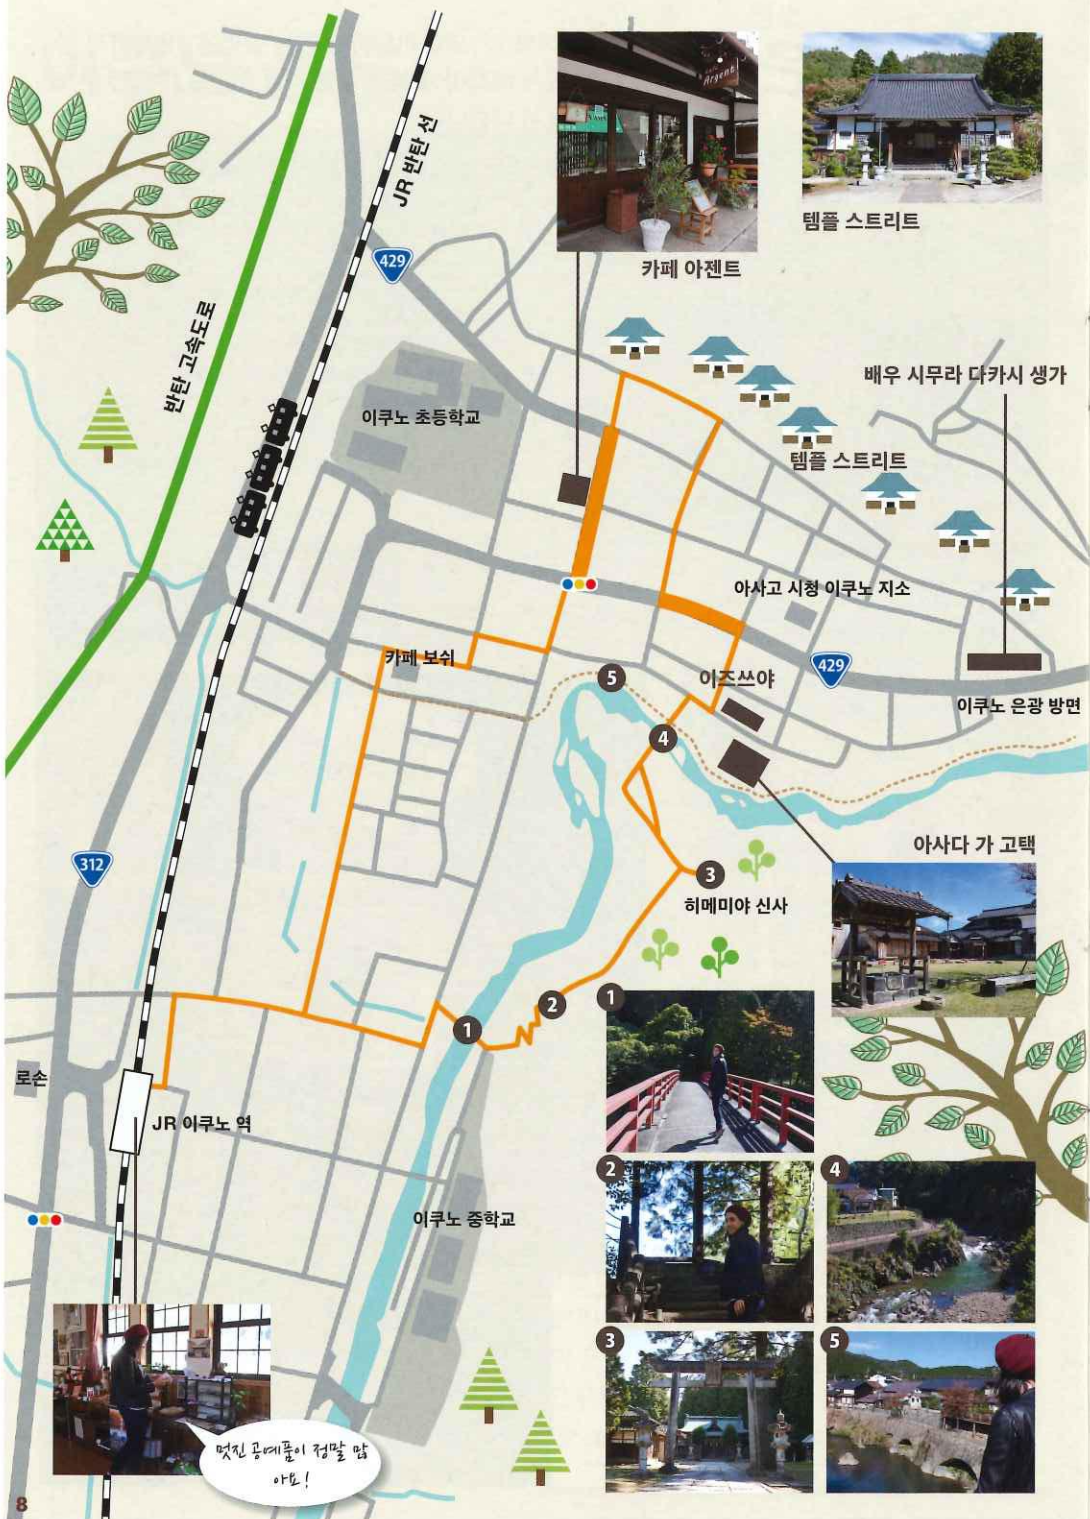 Argent
템플 스트리트
카페 아젠트
JR 반탄 선
429
반탄 고속도로
배우 시무라 다카시 생가
이쿠노 초등학교
템플 스트리트
아사고 시청 이쿠노 지소
카페 보쉬
5
이즈쓰야
429
이쿠노 은광 방면
4
아사다 가 고택
312
3
히메미야 신사
2
1
1
로손
JR 이쿠노 역
2
4
이쿠노 중학교
3
5
멋진 공예품이 정말 많
아요!
8